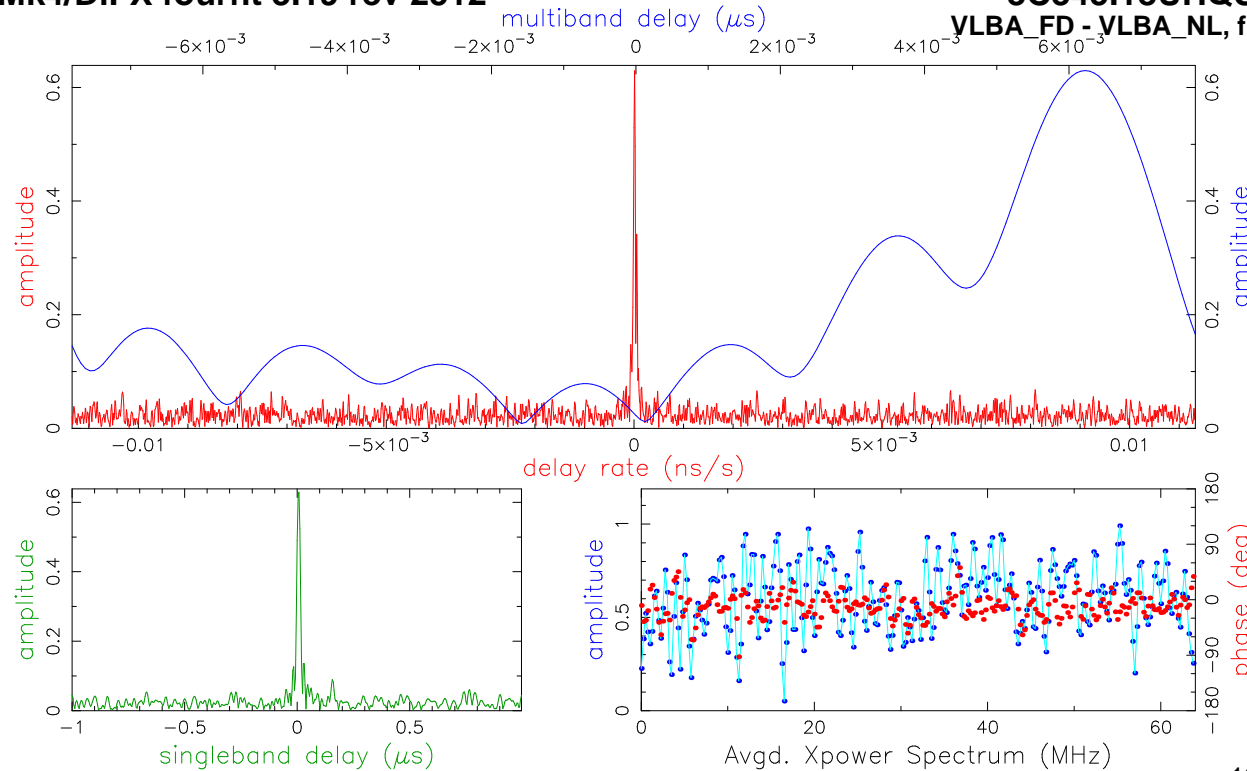 multiband delay (μs)
VLBA_FD - VLBA_NL, f
−6×10⁻³ −4×10⁻³ −2×10⁻³ 0 2×10⁻³ 4×10⁻³ 6×10⁻³
amplitude
0 0.2 0.4 0.6
amplitude
0 0.2 0.4 0.6
−0.01 −5×10⁻³ 0 5×10⁻³ 0.01
delay rate (ns/s)
amplitude
0 0.2 0.4 0.6
−1 −0.5 0 0.5
singleband delay (μs)
amplitude
0 0.5 1
phase (deg)
−180 −90 0 90 180
0 20 40 60
Avgd. Xpower Spectrum (MHz)